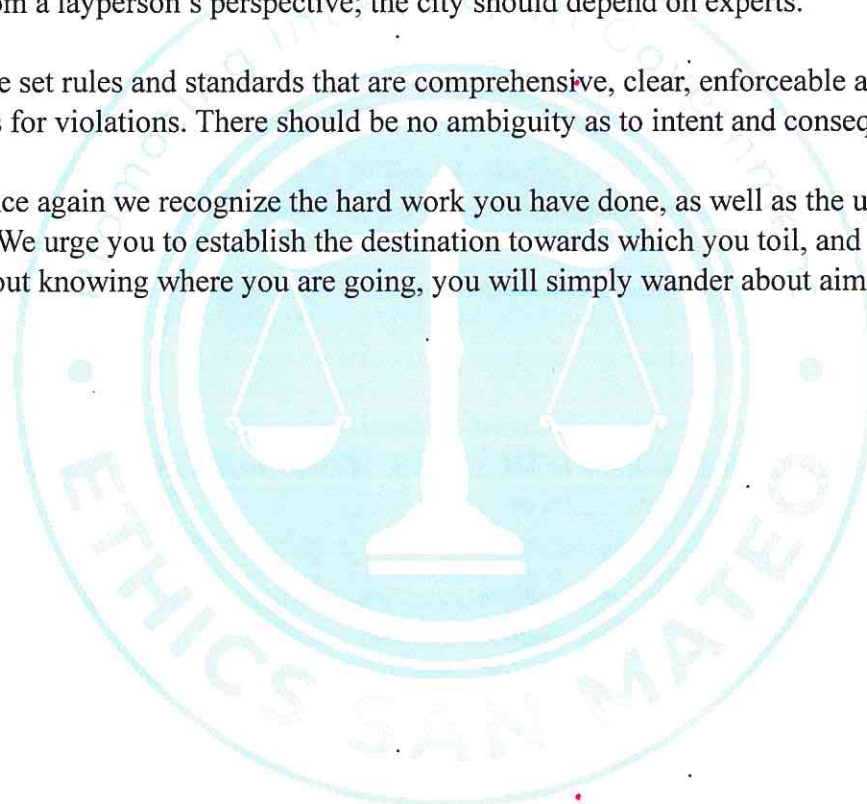 om a layperson's perspective; the city should depend on experts.
e set rules and standards that are comprehensive, clear, enforceable a
s for violations. There should be no ambiguity as to intent and conseq
ce again we recognize the hard work you have done, as well as the u
We urge you to establish the destination towards which you toil, and
out knowing where you are going, you will simply wander about aim
ETHICS SAN MATEO